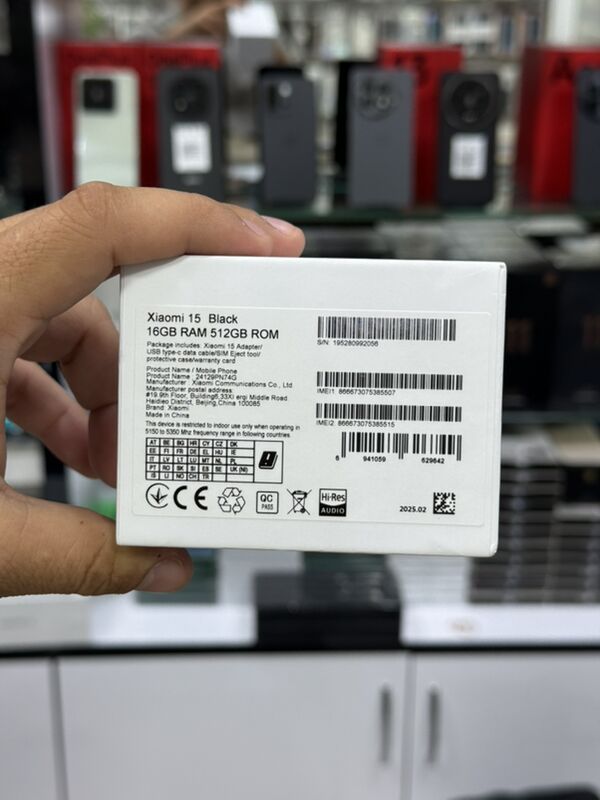 Xiaomi 15 Black
16GB RAM 512GB ROM
Package includes: Xiaomi 15 Adapter/
USB type-c data cable/SIM Eject tool/
protective case/warranty card
Product Name / Mobile Phone
Product Name : 24129PN74G
Manufacturer : Xiaomi Communications Co., Ltd
Manufacturer postal address:
#19.9th Floor, Building6,33Xi erqi Middle Road
Haidieo District, Beijing,China 100085
Brand: Xiaomi
Made in China
This device is restricted to indoor use only when operating in
5150 to 5350 Mhz frequency range in following countries
AT BE BG HR CY CZ DK
EE FI FR DE EL HU IE
IT LV LT LU MT NL PL
PT RO SK SI ES SE UK (NI)
IS LI NO CH TR
CE
QC
PASS
Hi-Res
AUDIO
S/N: 195280992056
IMEI1 866673075385507
IMEI2 866673075385515
6 941059 629642
2025.02